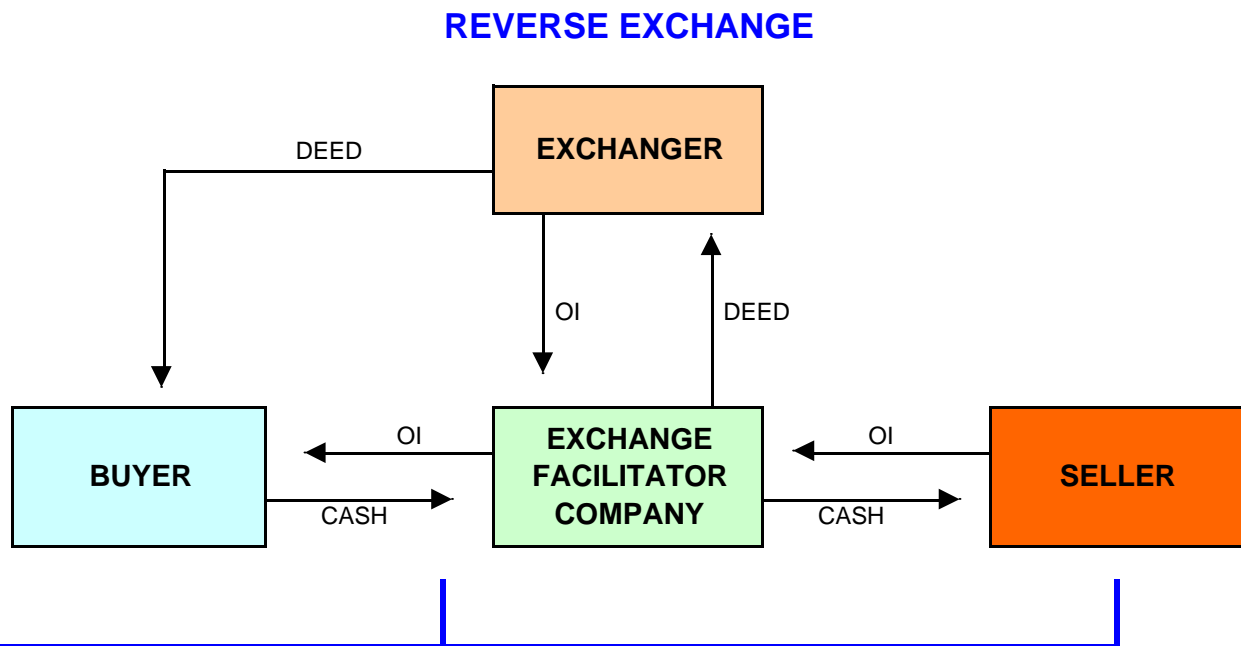 REVERSE EXCHANGE
EXCHANGER
DEED
OI
DEED
BUYER
OI
CASH
EXCHANGE
FACILITATOR
COMPANY
OI
CASH
SELLER